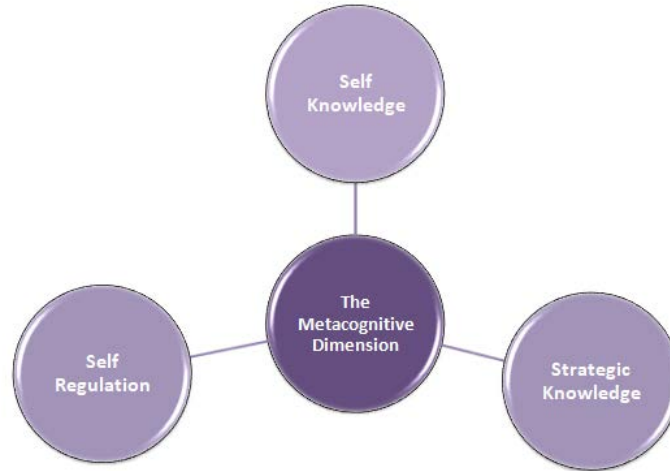 Self
Knowledge
The
Metacognitive
Dimension
Self
Regulation
Strategic
Knowledge